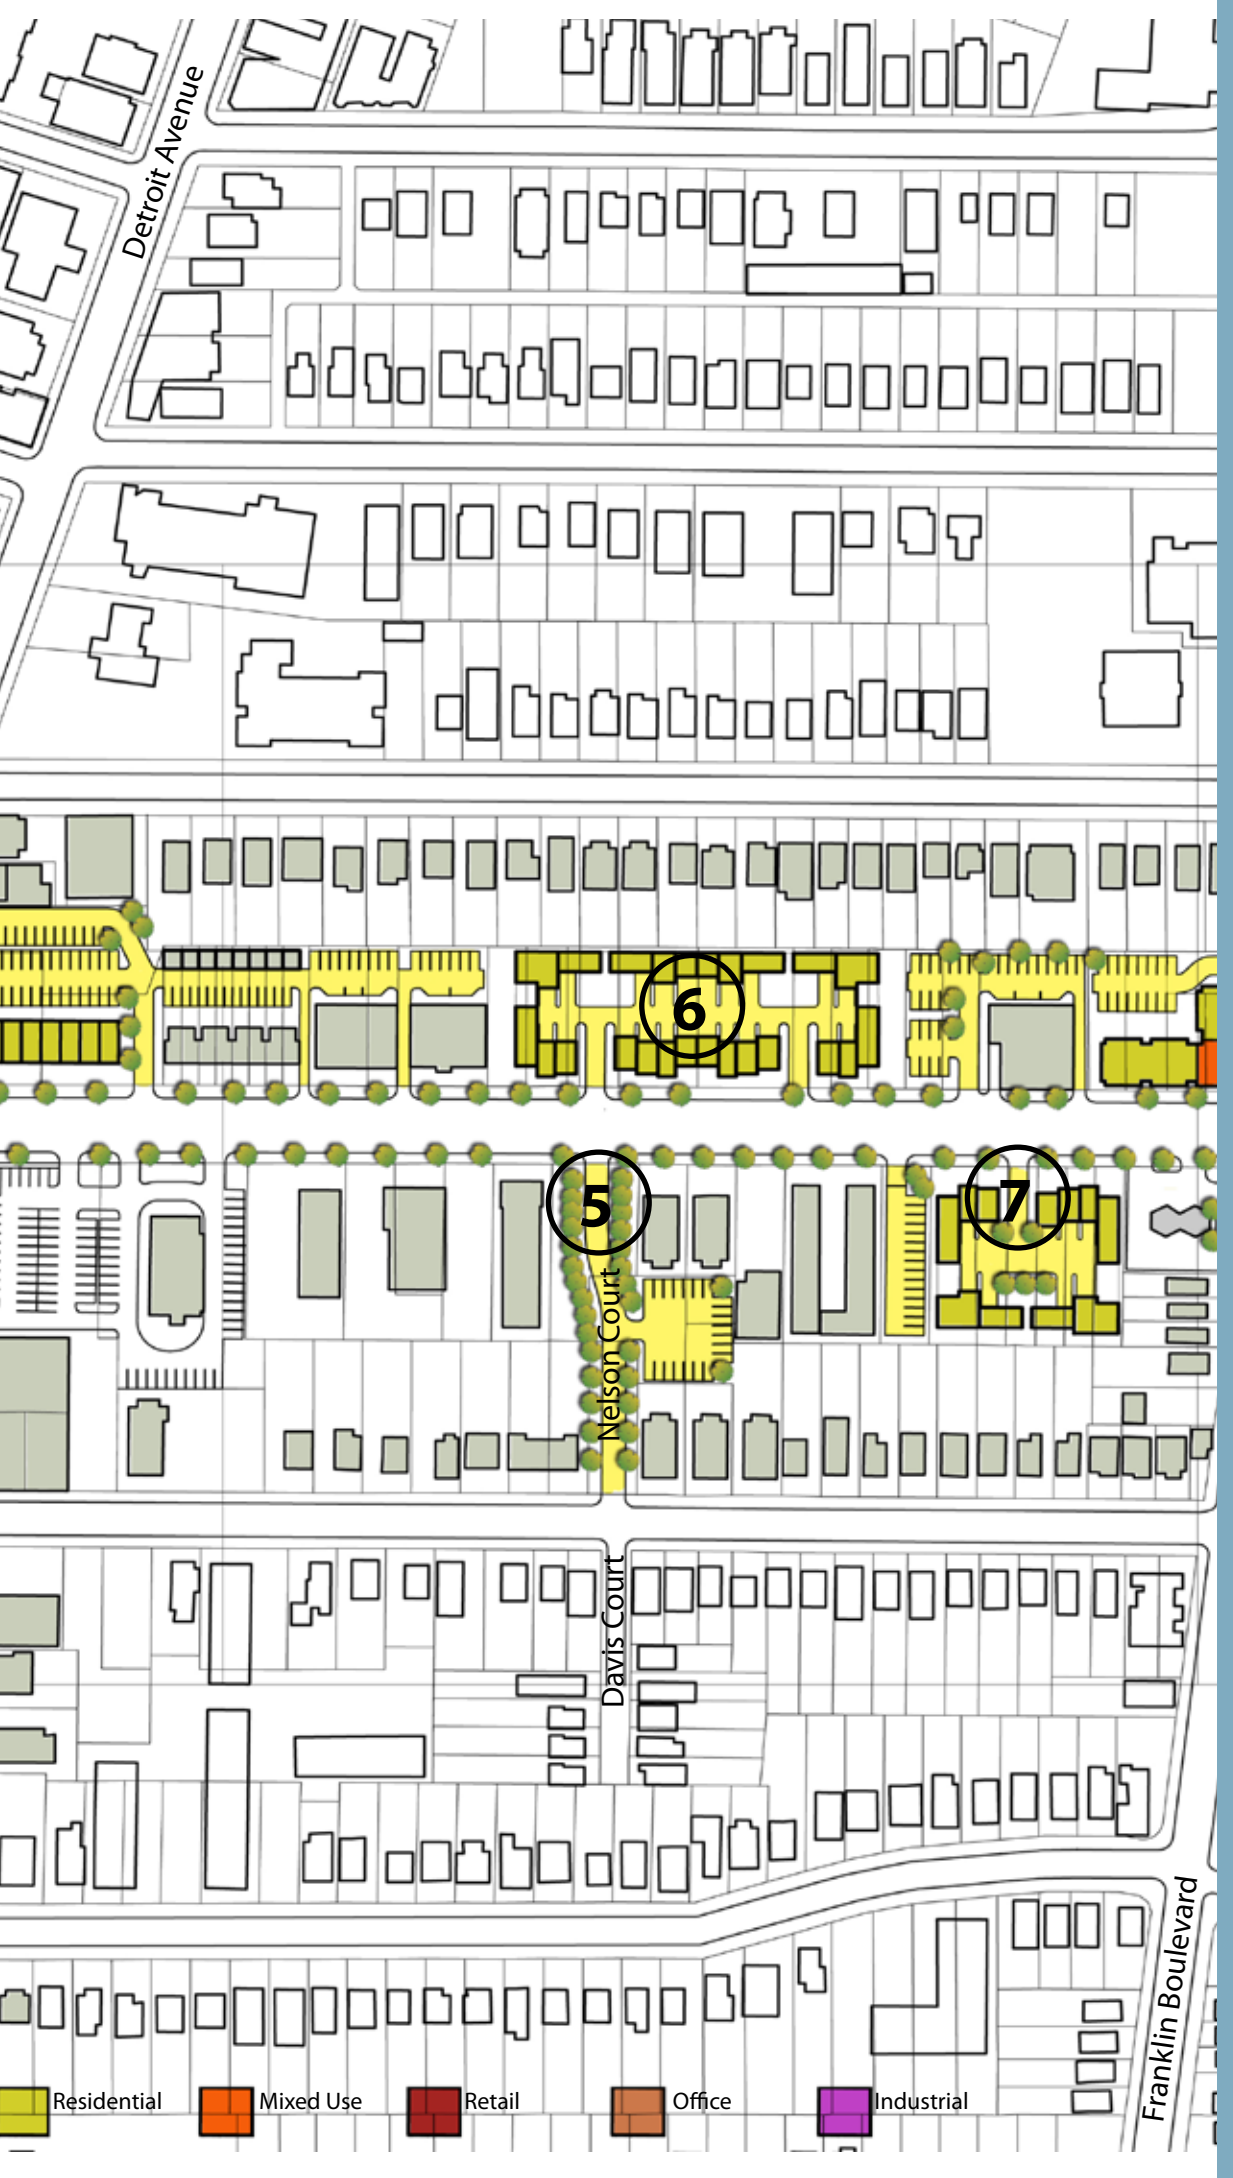 Detroit Avenue
6
5
7
Nelson Court
Davis Court
Franklin Boulevard
Residential
Mixed Use
Retail
Office
Industrial